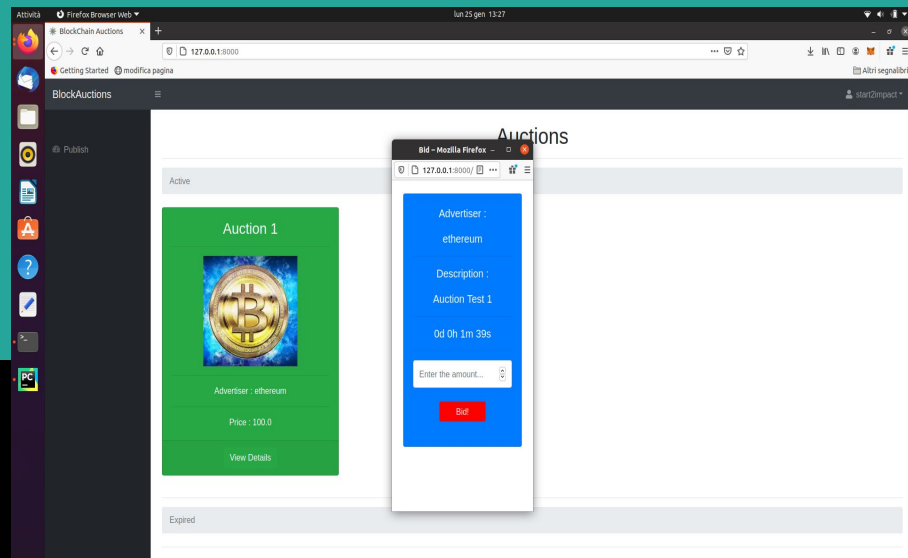 Attività
Firefox Browser Web
lun 25 gen 13:27
BlockChain Auctions
127.0.0.1:8000
Getting Started
modifica pagina
Altri segnalibri
BlockAuctions
start2impact
Publish
Auctions
Active
Auction 1
Advertiser : ethereum
Price : 100.0
View Details
Expired
Bid – Mozilla Firefox
127.0.0.1:8000/
Advertiser :
ethereum
Description :
Auction Test 1
0d 0h 1m 39s
Enter the amount...
Bid!
PC